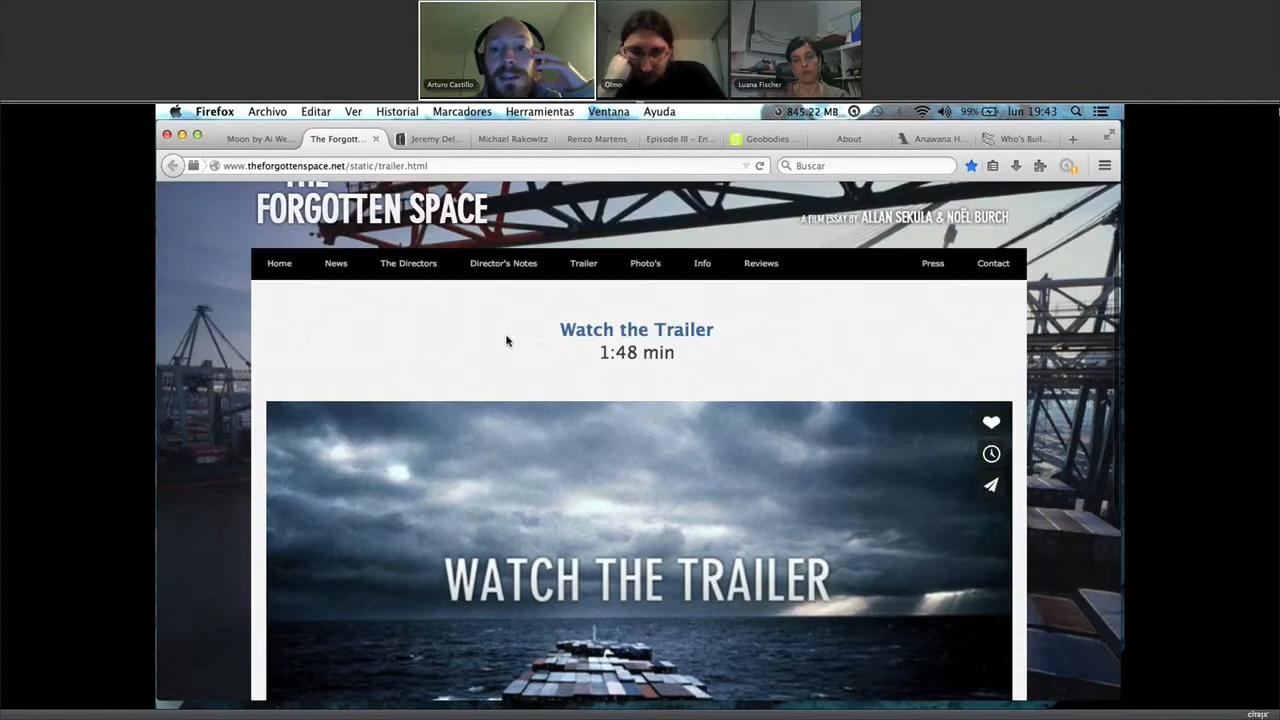 Arturo Castillo
Olmo
Luana Fischer
Firefox Archivo Editar Ver Historial Marcadores Herramientas Ventana Ayuda 845.22 MB 99% lun 19:43
Moon by Ai We... The Forgott... Jeremy Del... Michael Rakowitz Renzo Martens Episode III – En... Geobodies ... About Anawana H... Who's Buil...
www.theforgottenspace.net/static/trailer.html Buscar
THE
FORGOTTEN SPACE
A FILM ESSAY BY ALLAN SEKULA & NOËL BURCH
Home News The Directors Director's Notes Trailer Photo's Info Reviews Press Contact
Watch the Trailer
1:48 min
WATCH THE TRAILER
CITRIX